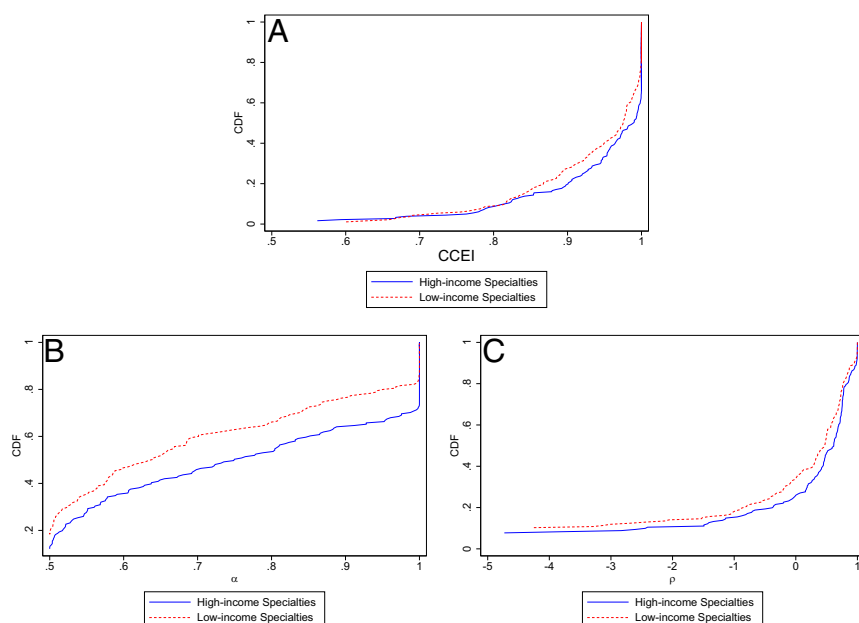 A
CDF
1
.8
.6
.4
.2
0
.5 .6 .7 .8 .9 1
CCEI
High-income Specialties
Low-income Specialties
B
CDF
1
.8
.6
.4
.2
.5 .6 .7 .8 .9 1
α
High-income Specialties
Low-income Specialties
C
CDF
1
.8
.6
.4
.2
0
-5 -4 -3 -2 -1 0 1
ρ
High-income Specialties
Low-income Specialties